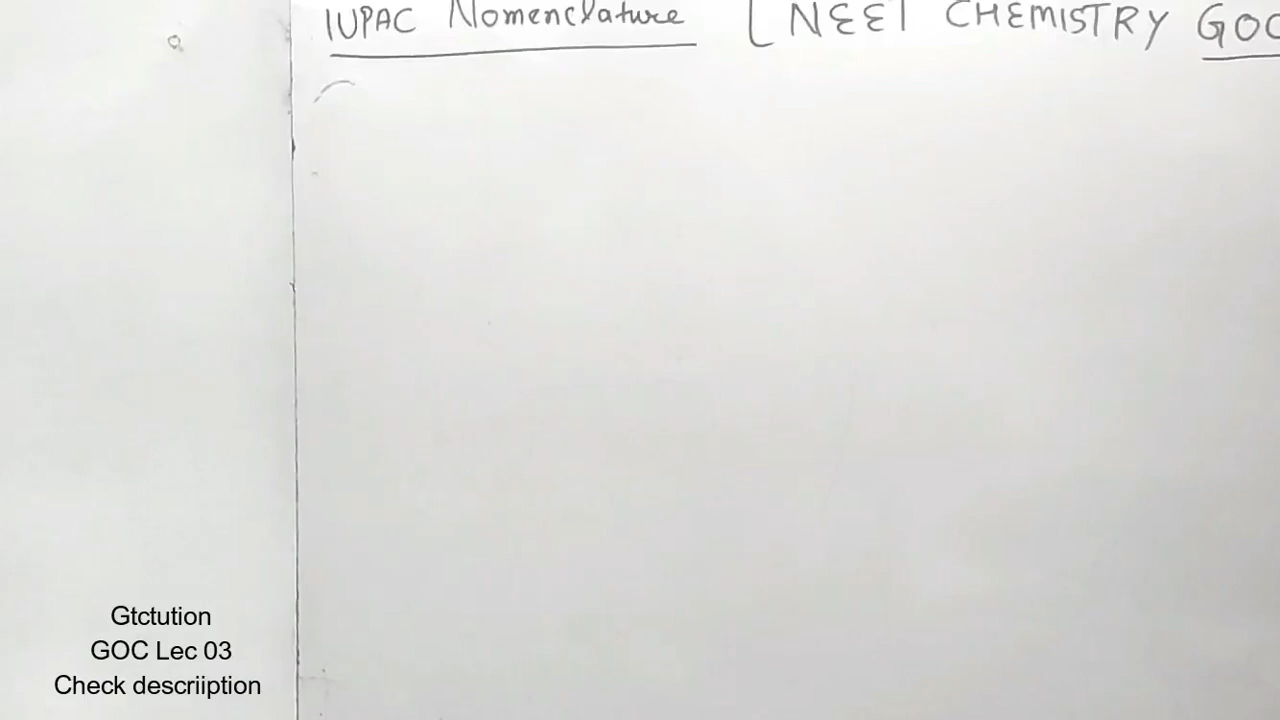 IUPAC Nomenclature [ NEET CHEMISTRY GOC
Gtctution
GOC Lec 03
Check descriiption